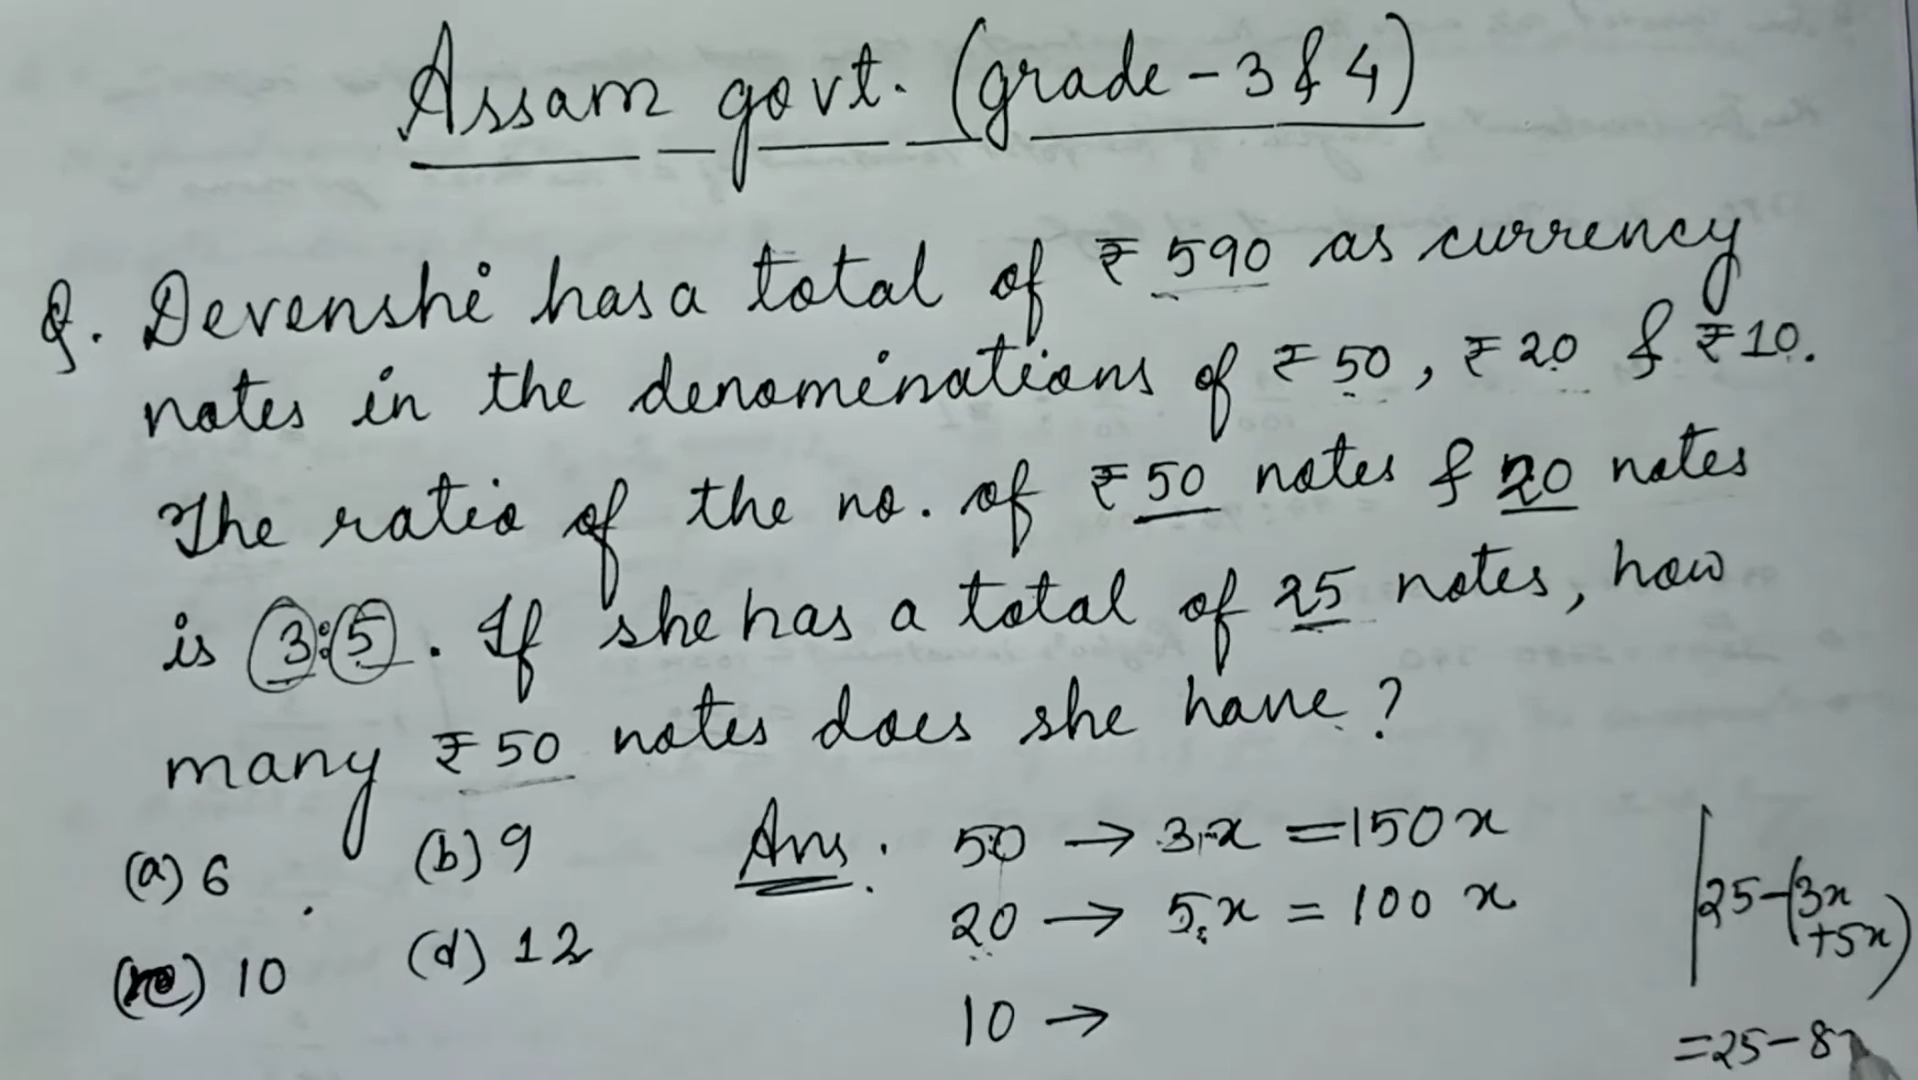 Assam govt. (grade-3 & 4)
Q. Devenshi has a total of ₹590 as currency
notes in the denominations of ₹50, ₹20 & ₹10.
The ratio of the no. of ₹50 notes & 20 notes
is 3:5. If she has a total of 25 notes, how
many ₹50 notes does she have?
(a) 6 (b) 9
(c) 10 (d) 12
Ans: 50 → 3x = 150x
20 → 5x = 100x
10 →
25-(3x
+5x)
=25-8